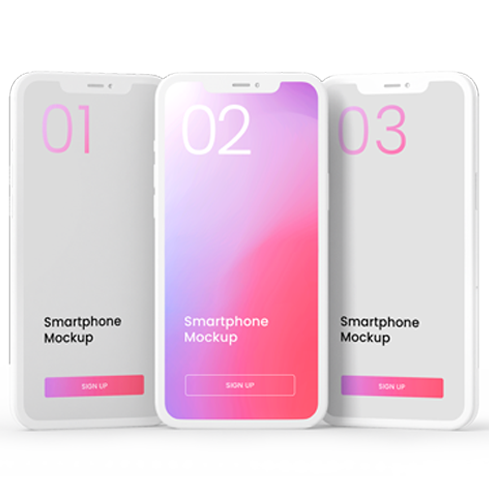 01
Smartphone
Mockup
SIGN UP
02
Smartphone
Mockup
SIGN UP
03
Smartphone
Mockup
SIGN UP